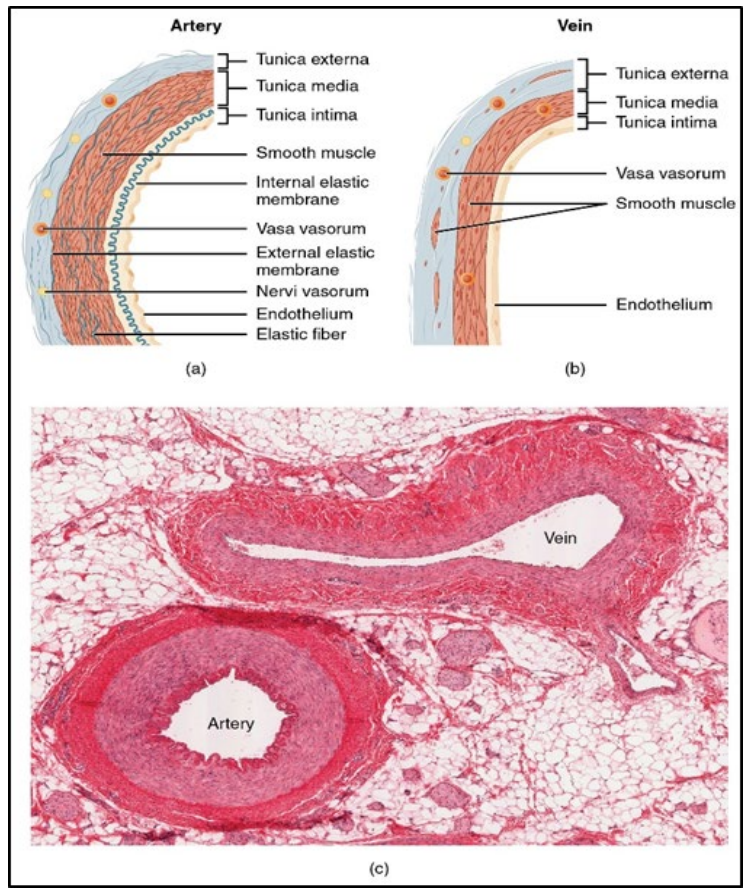 Artery
Tunica externa
Tunica media
Tunica intima
Smooth muscle
Internal elastic
membrane
Vasa vasorum
External elastic
membrane
Nervi vasorum
Endothelium
Elastic fiber
(a)
Vein
Tunica externa
Tunica media
Tunica intima
Vasa vasorum
Smooth muscle
Endothelium
(b)
Vein
Artery
(c)